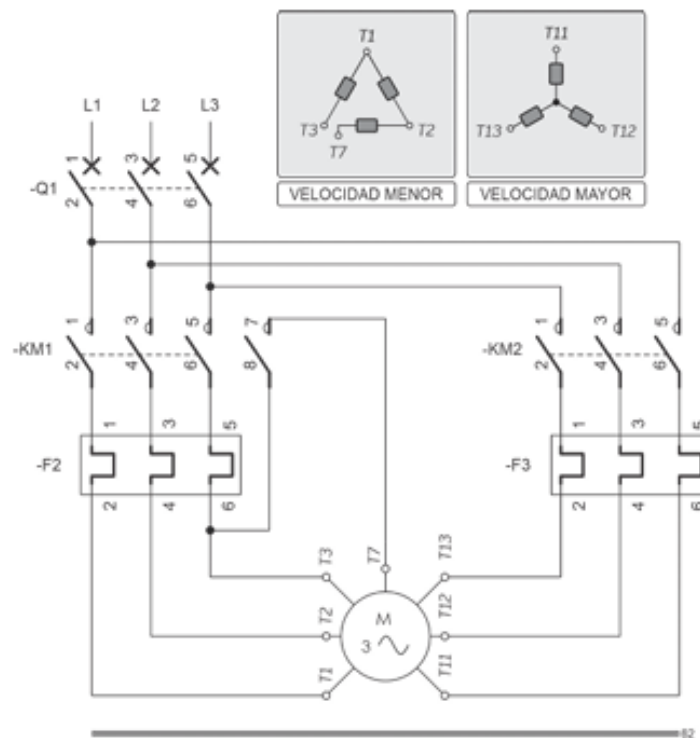 T1
T3
T7
T2
VELOCIDAD MENOR
T11
T13
T12
VELOCIDAD MAYOR
L1 L2 L3
-Q1
1 3 5
2 4 6
-KM1
1 3 5 7
2 4 6 8
-KM2
1 3 5
2 4 6
-F2
1 3 5
2 4 6
-F3
1 3 5
2 4 6
T3 T7 T13
T2 T12
T1 T11
M
3
62